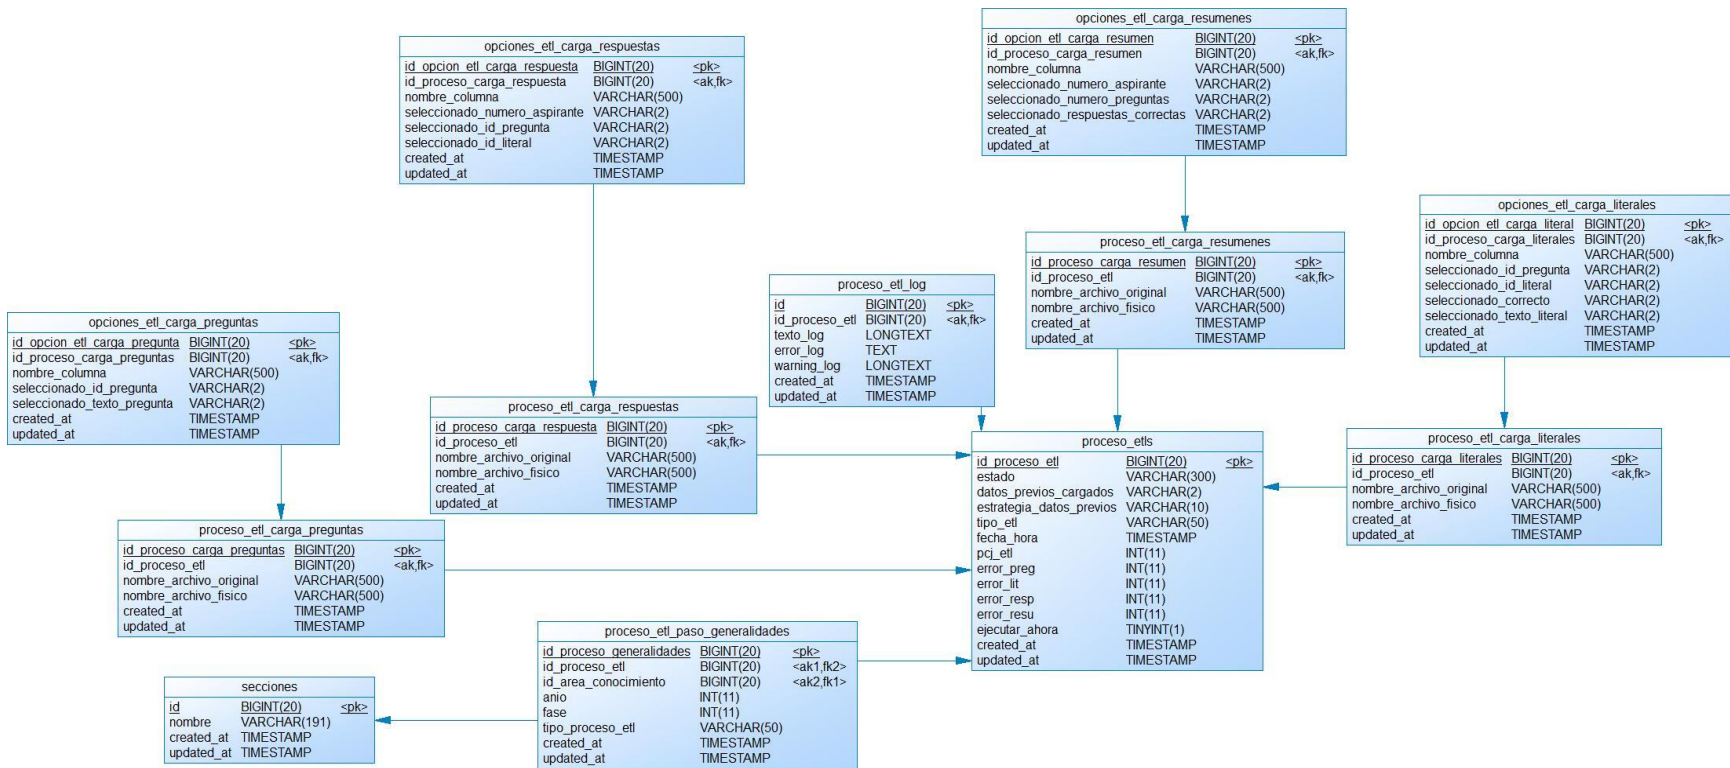 opciones_etl_carga_resumenes
id_opcion_etl_carga_resumen BIGINT(20) <pk>
id_proceso_carga_resumen BIGINT(20) <ak,fk>
nombre_columna VARCHAR(500)
seleccionado_numero_aspirante VARCHAR(2)
seleccionado_numero_preguntas VARCHAR(2)
seleccionado_respuestas_correctas VARCHAR(2)
created_at TIMESTAMP
updated_at TIMESTAMP
opciones_etl_carga_respuestas
id_opcion_etl_carga_respuesta BIGINT(20) <pk>
id_proceso_carga_respuesta BIGINT(20) <ak,fk>
nombre_columna VARCHAR(500)
seleccionado_numero_aspirante VARCHAR(2)
seleccionado_id_pregunta VARCHAR(2)
seleccionado_id_literal VARCHAR(2)
created_at TIMESTAMP
updated_at TIMESTAMP
opciones_etl_carga_literales
id_opcion_etl_carga_literal BIGINT(20) <pk>
id_proceso_carga_literales BIGINT(20) <ak,fk>
nombre_columna VARCHAR(500)
seleccionado_id_pregunta VARCHAR(2)
seleccionado_id_literal VARCHAR(2)
seleccionado_correcto VARCHAR(2)
seleccionado_texto_literal VARCHAR(2)
created_at TIMESTAMP
updated_at TIMESTAMP
proceso_etl_carga_resumenes
id_proceso_carga_resumen BIGINT(20) <pk>
id_proceso_etl BIGINT(20) <ak,fk>
nombre_archivo_original VARCHAR(500)
nombre_archivo_fisico VARCHAR(500)
created_at TIMESTAMP
updated_at TIMESTAMP
proceso_etl_log
id BIGINT(20) <pk>
id_proceso_etl BIGINT(20) <ak,fk>
texto_log LONGTEXT
error_log TEXT
warning_log LONGTEXT
created_at TIMESTAMP
updated_at TIMESTAMP
opciones_etl_carga_preguntas
id_opcion_etl_carga_pregunta BIGINT(20) <pk>
id_proceso_carga_preguntas BIGINT(20) <ak,fk>
nombre_columna VARCHAR(500)
seleccionado_id_pregunta VARCHAR(2)
seleccionado_texto_pregunta VARCHAR(2)
created_at TIMESTAMP
updated_at TIMESTAMP
proceso_etl_carga_respuestas
id_proceso_carga_respuesta BIGINT(20) <pk>
id_proceso_etl BIGINT(20) <ak,fk>
nombre_archivo_original VARCHAR(500)
nombre_archivo_fisico VARCHAR(500)
created_at TIMESTAMP
updated_at TIMESTAMP
proceso_etls
id_proceso_etl BIGINT(20) <pk>
estado VARCHAR(300)
datos_previos_cargados VARCHAR(2)
estrategia_datos_previos VARCHAR(10)
tipo_etl VARCHAR(50)
fecha_hora TIMESTAMP
pcj_etl INT(11)
error_preg INT(11)
error_lit INT(11)
error_resp INT(11)
error_resu INT(11)
ejecutar_ahora TINYINT(1)
created_at TIMESTAMP
updated_at TIMESTAMP
proceso_etl_carga_literales
id_proceso_carga_literales BIGINT(20) <pk>
id_proceso_etl BIGINT(20) <ak,fk>
nombre_archivo_original VARCHAR(500)
nombre_archivo_fisico VARCHAR(500)
created_at TIMESTAMP
updated_at TIMESTAMP
proceso_etl_carga_preguntas
id_proceso_carga_preguntas BIGINT(20) <pk>
id_proceso_etl BIGINT(20) <ak,fk>
nombre_archivo_original VARCHAR(500)
nombre_archivo_fisico VARCHAR(500)
created_at TIMESTAMP
updated_at TIMESTAMP
proceso_etl_paso_generalidades
id_proceso_generalidades BIGINT(20) <pk>
id_proceso_etl BIGINT(20) <ak1,fk2>
id_area_conocimiento BIGINT(20) <ak2,fk1>
anio INT(11)
fase INT(11)
tipo_proceso_etl VARCHAR(50)
created_at TIMESTAMP
updated_at TIMESTAMP
secciones
id BIGINT(20) <pk>
nombre VARCHAR(191)
created_at TIMESTAMP
updated_at TIMESTAMP